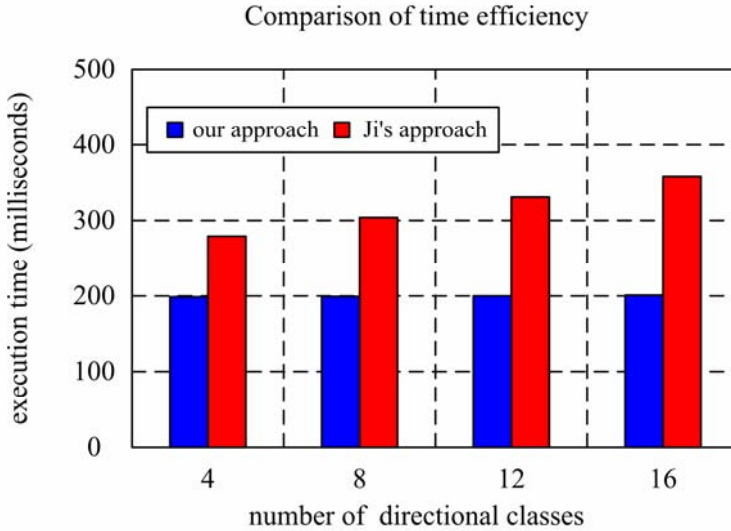 Comparison of time efficiency
500
400
300
200
100
0
execution time (milliseconds)
our approach Ji's approach
4 8 12 16
number of directional classes